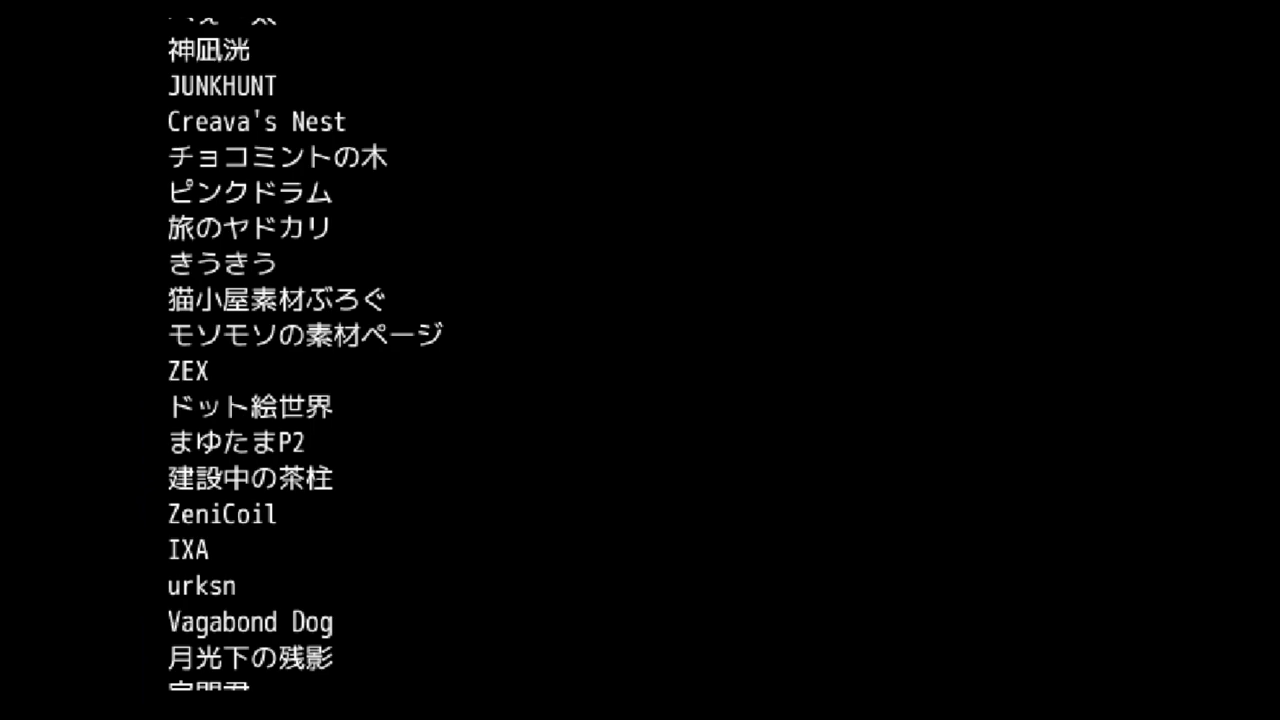 神凪洸
JUNKHUNT
Creava's Nest
チョコミントの木
ピンクドラム
旅のヤドカリ
きうきう
猫小屋素材ぶろぐ
モソモソの素材ページ
ZEX
ドット絵世界
まゆたまP2
建設中の茶柱
ZeniCoil
IXA
urksn
Vagabond Dog
月光下の残影